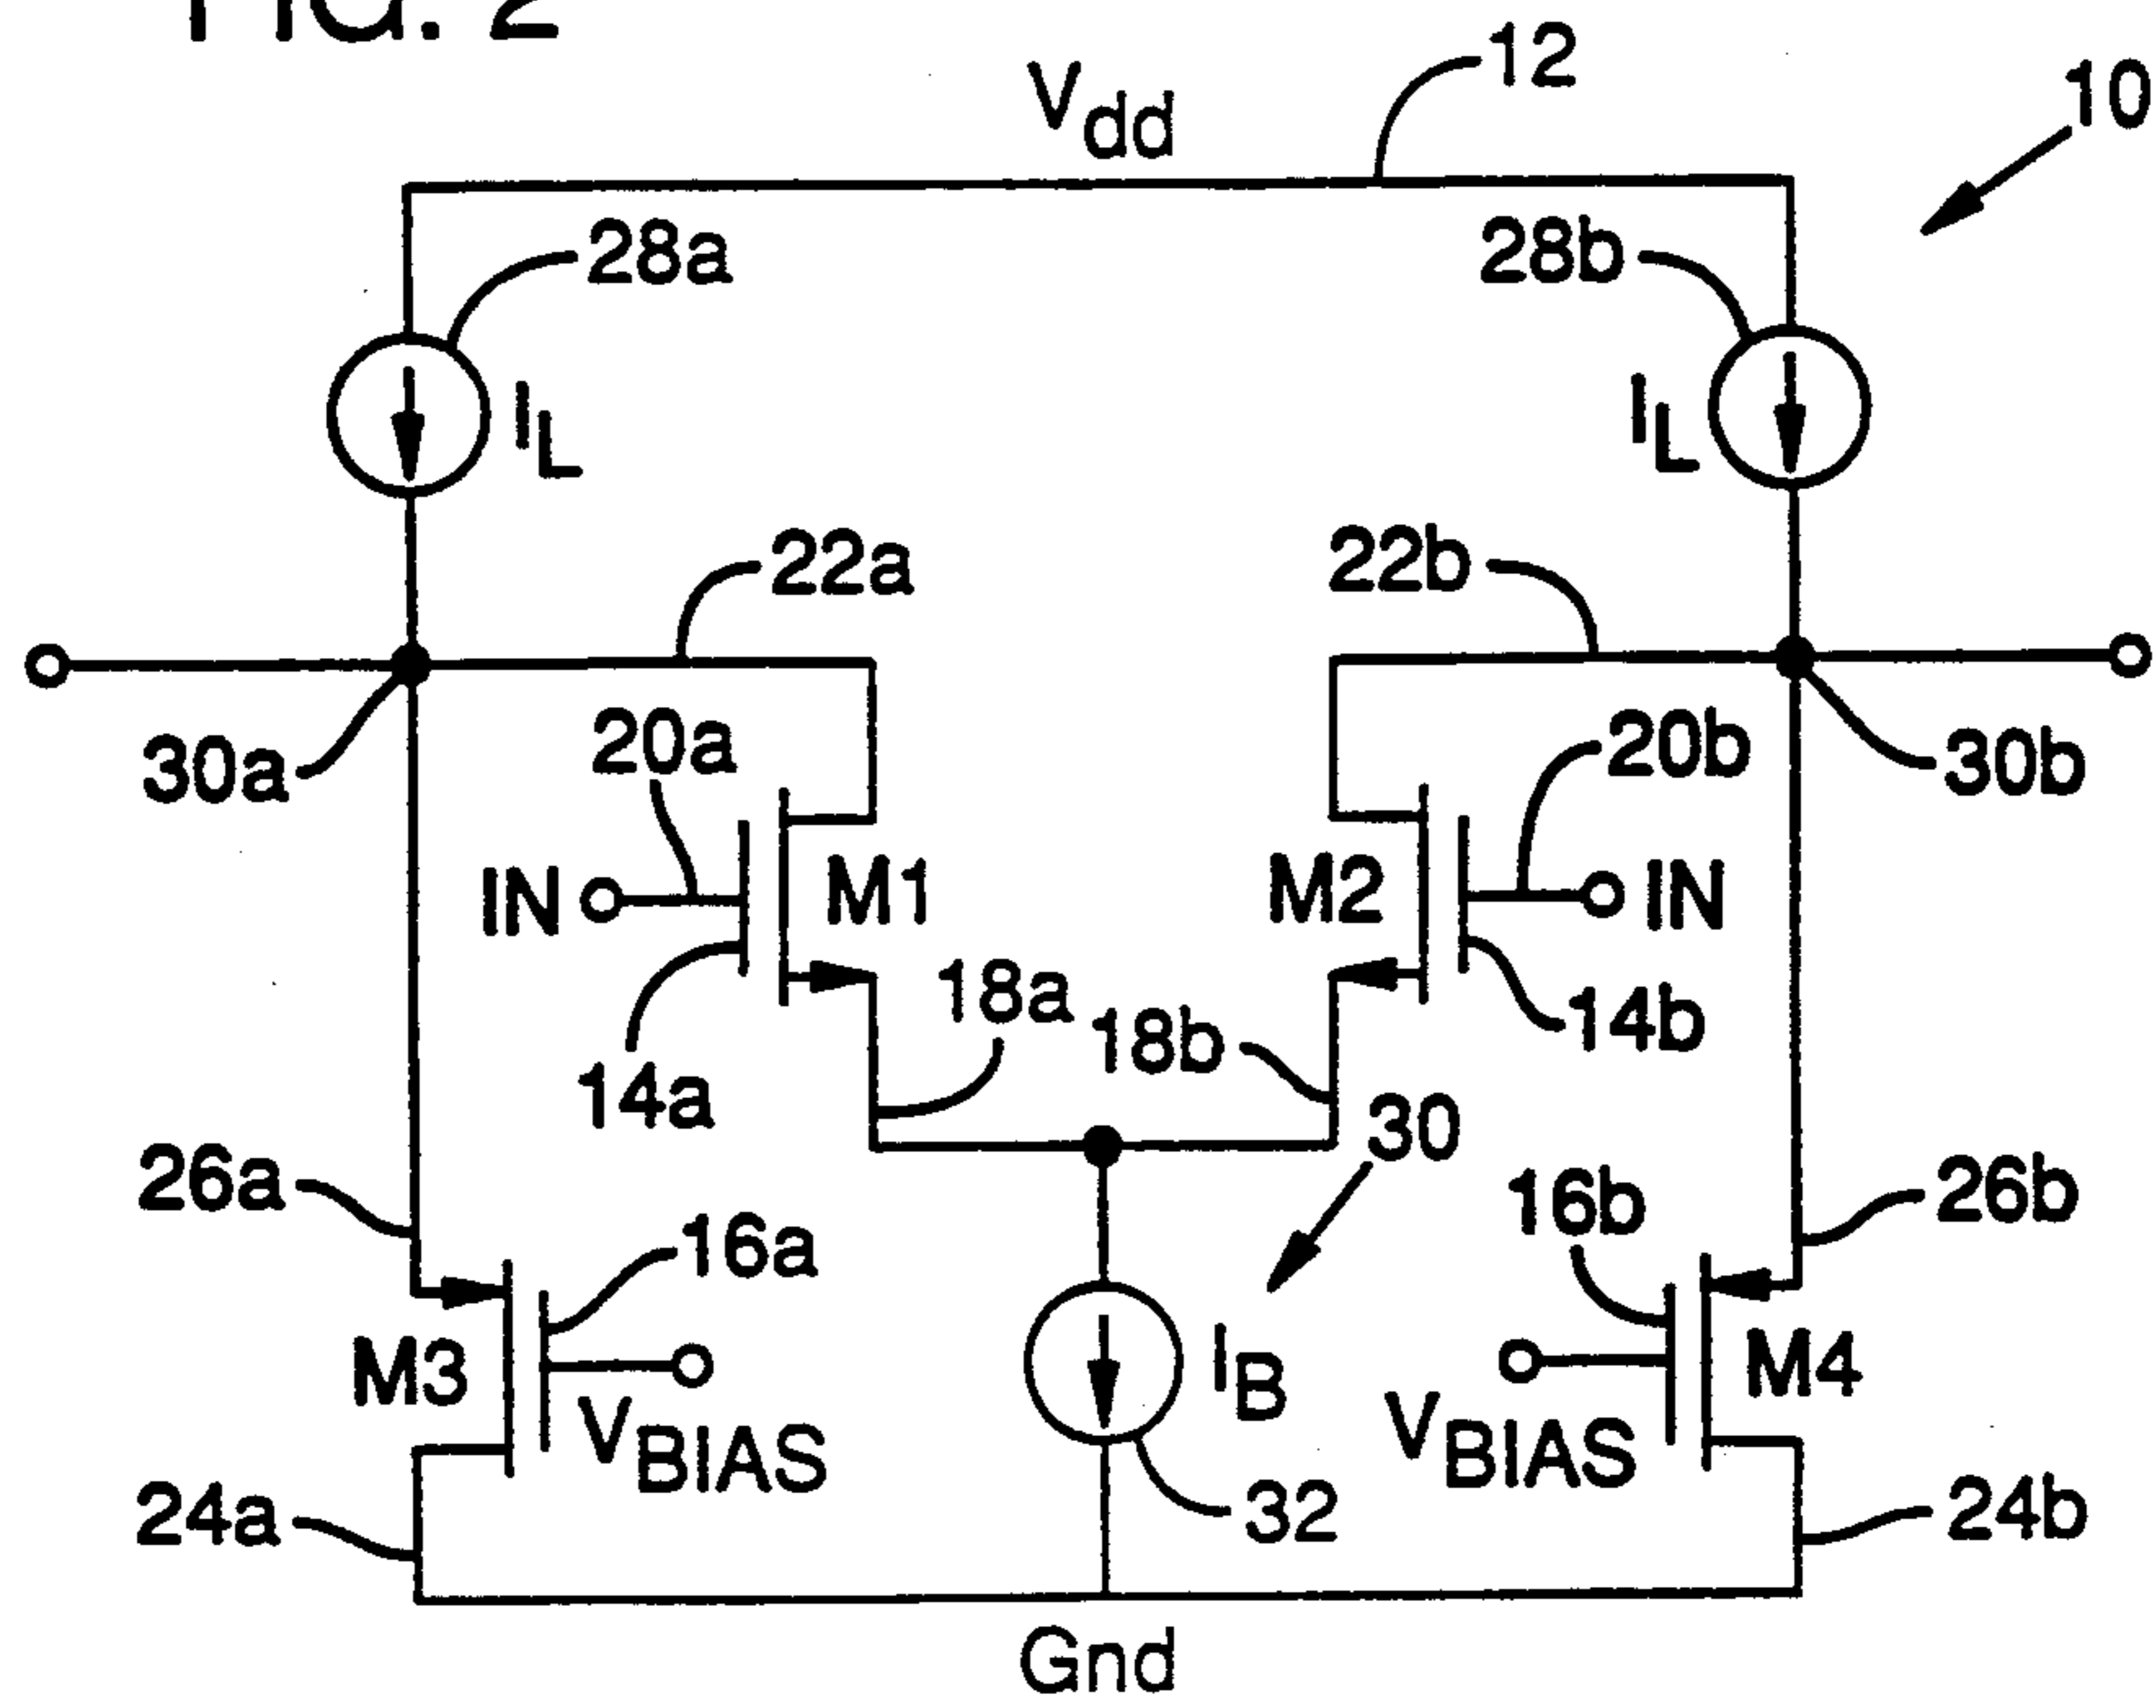 FIG. 2
12
Vdd
10
28a
28b
IL
IL
22a
22b
30a
20a
20b
30b
IN
M1
M2
IN
18a
18b
14b
14a
30
26a
16a
16b
26b
M3
IB
M4
VBIAS
VBIAS
24a
32
24b
Gnd